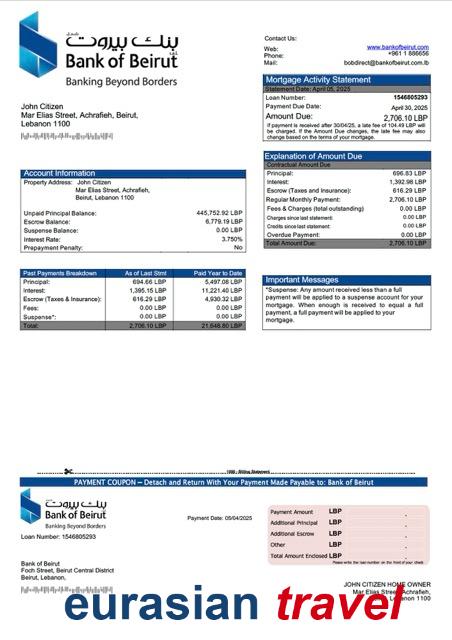 بنك بيروت
Bank of Beirut
Banking Beyond Borders
Contact Us:
Web: www.bankofbeirut.com
Phone: +961 1 886656
Mail: bobdirect@bankofbeirut.com.lb
John Citizen
Mar Elias Street, Achrafieh, Beirut,
Lebanon 1100
Mortgage Activity Statement
Statement Date: April 05, 2025
Loan Number: 1546805293
Payment Due Date: April 30, 2025
Amount Due: 2,706.10 LBP
If payment is received after 30/04/25, a late fee of 104.49 LBP will
be charged. If the Amount Due changes, the late fee may also
change based on the terms of your mortgage.
Account Information
Property Address: John Citizen
Mar Elias Street, Achrafieh,
Beirut, Lebanon 1100
Unpaid Principal Balance: 445,752.92 LBP
Escrow Balance: 6,779.19 LBP
Suspense Balance: 0.00 LBP
Interest Rate: 3.750%
Prepayment Penalty: No
Explanation of Amount Due
Contractual Amount Due
Principal: 696.83 LBP
Interest: 1,392.98 LBP
Escrow (Taxes and Insurance): 616.29 LBP
Regular Monthly Payment: 2,706.10 LBP
Fees & Charges (total outstanding) 0.00 LBP
Charges since last statement: 0.00 LBP
Credits since last statement: 0.00 LBP
Overdue Payment: 0.00 LBP
Total Amount Due: 2,706.10 LBP
Past Payments Breakdown As of Last Stmt Paid Year to Date
Principal: 694.66 LBP 5,497.08 LBP
Interest: 1,395.15 LBP 11,221.40 LBP
Escrow (Taxes & Insurance): 616.29 LBP 4,930.32 LBP
Fees: 0.00 LBP 0.00 LBP
Suspense*: 0.00 LBP 0.00 LBP
Total: 2,706.10 LBP 21,648.80 LBP
Important Messages
*Suspense: Any amount received less than a full
payment will be applied to a suspense account for your
mortgage. When enough is received to equal a full
payment, a full payment will be applied to your
mortgage.
PAYMENT COUPON – Detach and Return With Your Payment Made Payable to: Bank of Beirut
بنك بيروت
Bank of Beirut
Banking Beyond Borders
Loan Number: 1546805293
Payment Date: 05/04/2025
Payment Amount LBP .
Additional Principal LBP .
Additional Escrow LBP .
Other LBP .
Total Amount Enclosed LBP .
Please write the loan number on the front of your check
Bank of Beirut
Foch Street, Beirut Central District
Beirut, Lebanon,
JOHN CITIZEN HOME OWNER
Mar Achrafieh,
Lebanon 1100
eurasian travel